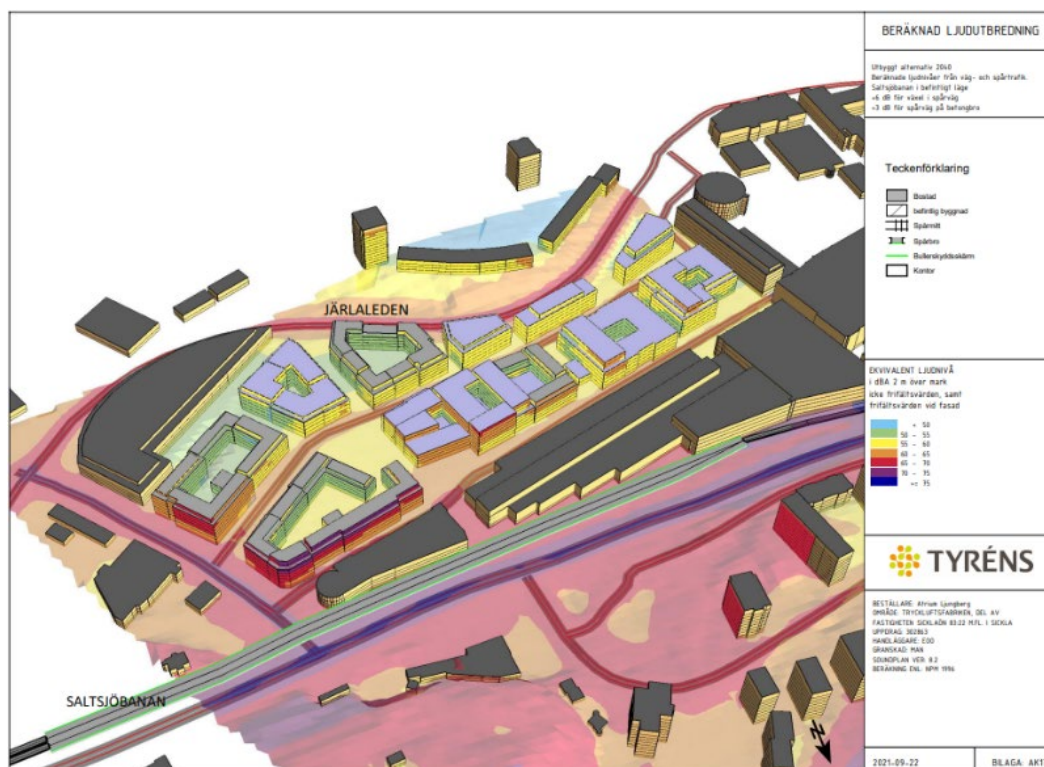 BERÄKNAD LJUDUTBREDNING
Utbyggt alternativ 2040
Beräknade ljudnivåer från väg- och spårtrafik.
Saltsjöbanan i befintligt läge
+6 dB för växel i spårväg
+3 dB för spårväg på betongbro
Teckenförklaring
Bostad
befintlig byggnad
Spårmitt
Spårbro
Bullerskyddsskärm
Kontor
JÄRLALEDEN
EKVIVALENT LJUDNIVÅ
i dBA 2 m över mark
icke frifältsvärden, samt
frifältsvärden vid fasad
< 50
50 - 55
55 - 60
60 - 65
65 - 70
70 - 75
>= 75
TYRÉNS
BESTÄLLARE: Atrium Ljungberg
OMRÅDE: TRYCKLUFTSFABRIKEN, DEL AV
FASTIGHETEN SICKLAÖN 83:22 M.FL. I SICKLA
UPPDRAG: 302863
HANDLÄGGARE: EOO
GRANSKAD: MAN
SOUNDPLAN VER: 8.2
BERÄKNING ENL: NPM 1996
SALTSJÖBANAN
2021-09-22
BILAGA: AK1